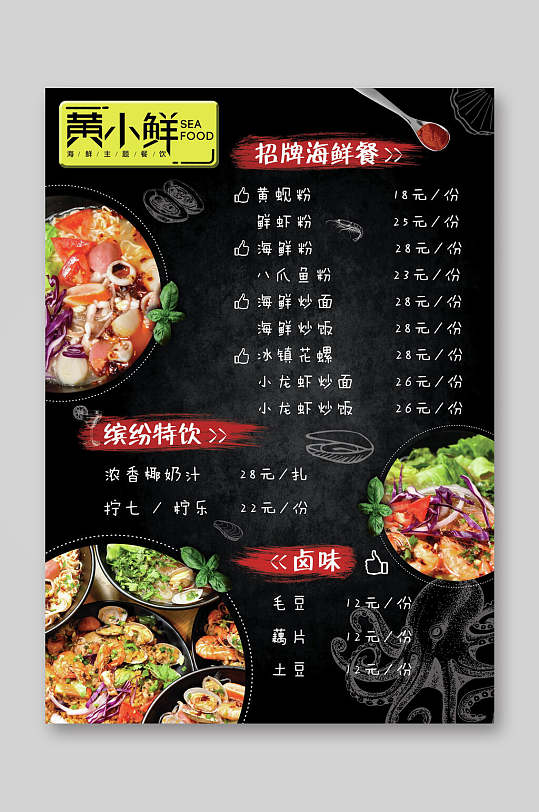 黄小鲜 SEA FOOD
海/鲜/主/题/餐/饮
招牌海鲜餐 >>
黄蚬粉 18元/份
鲜虾粉 25元/份
海鲜粉 28元/份
八爪鱼粉 23元/份
海鲜炒面 28元/份
海鲜炒饭 28元/份
冰镇花螺 28元/份
小龙虾炒面 26元/份
小龙虾炒饭 26元/份
缤纷特饮 >>
浓香椰奶汁 28元/扎
柠七 / 柠乐 22元/份
<< 卤味
毛豆 12元/份
藕片 12元/份
土豆 12元/份